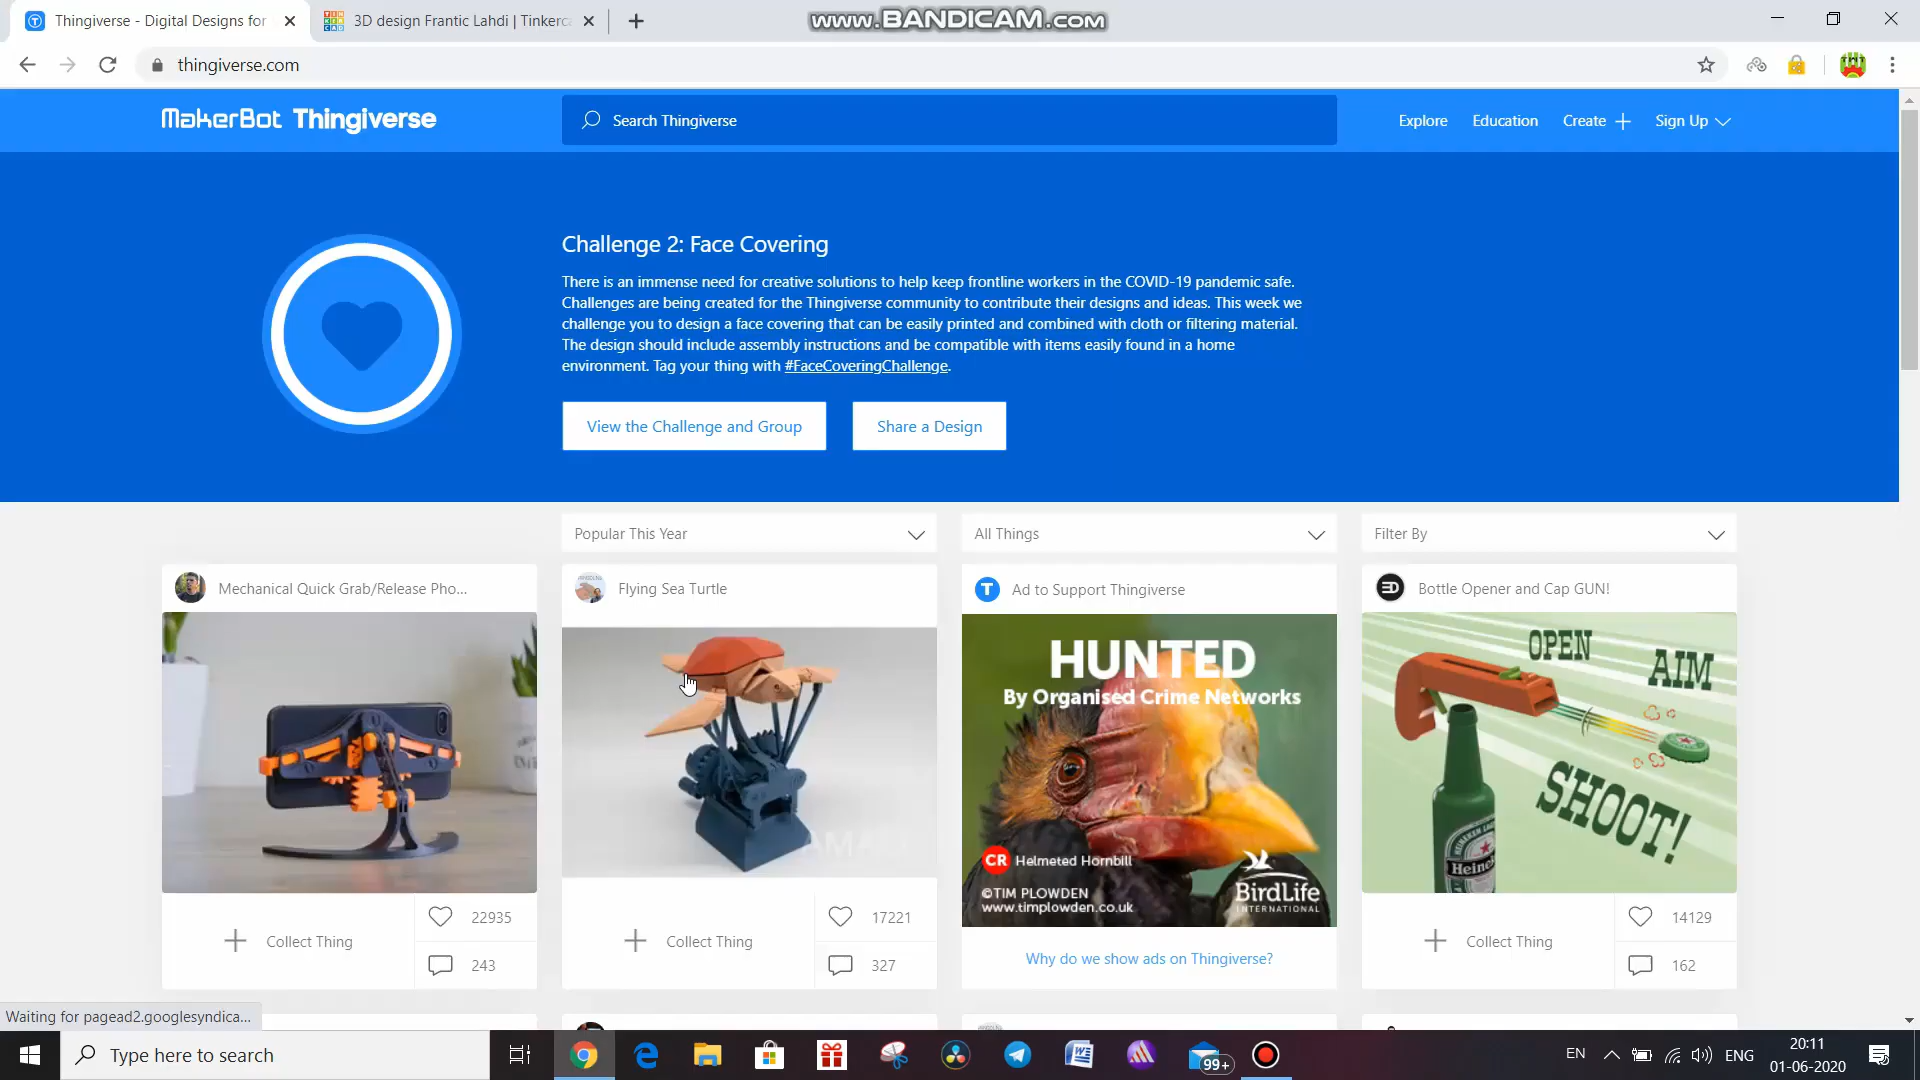 Thingiverse - Digital Designs for
3D design Frantic Lahdi | Tinkerc
www.BANDICAM.com
thingiverse.com
MakerBot Thingiverse
Search Thingiverse
Explore
Education
Create
Sign Up
Challenge 2: Face Covering
There is an immense need for creative solutions to help keep frontline workers in the COVID-19 pandemic safe.
Challenges are being created for the Thingiverse community to contribute their designs and ideas. This week we
challenge you to design a face covering that can be easily printed and combined with cloth or filtering material.
The design should include assembly instructions and be compatible with items easily found in a home
environment. Tag your thing with #FaceCoveringChallenge.
View the Challenge and Group
Share a Design
Popular This Year
All Things
Filter By
Mechanical Quick Grab/Release Pho...
22935
Collect Thing
243
Flying Sea Turtle
17221
Collect Thing
327
Ad to Support Thingiverse
HUNTED
By Organised Crime Networks
CR Helmeted Hornbill
©TIM PLOWDEN
www.timplowden.co.uk
BirdLife
INTERNATIONAL
Why do we show ads on Thingiverse?
3D Bottle Opener and Cap GUN!
OPEN
AIM
SHOOT!
Heineken
14129
Collect Thing
162
Waiting for pagead2.googlesyndica...
Type here to search
99+
EN
ENG
20:11
01-06-2020